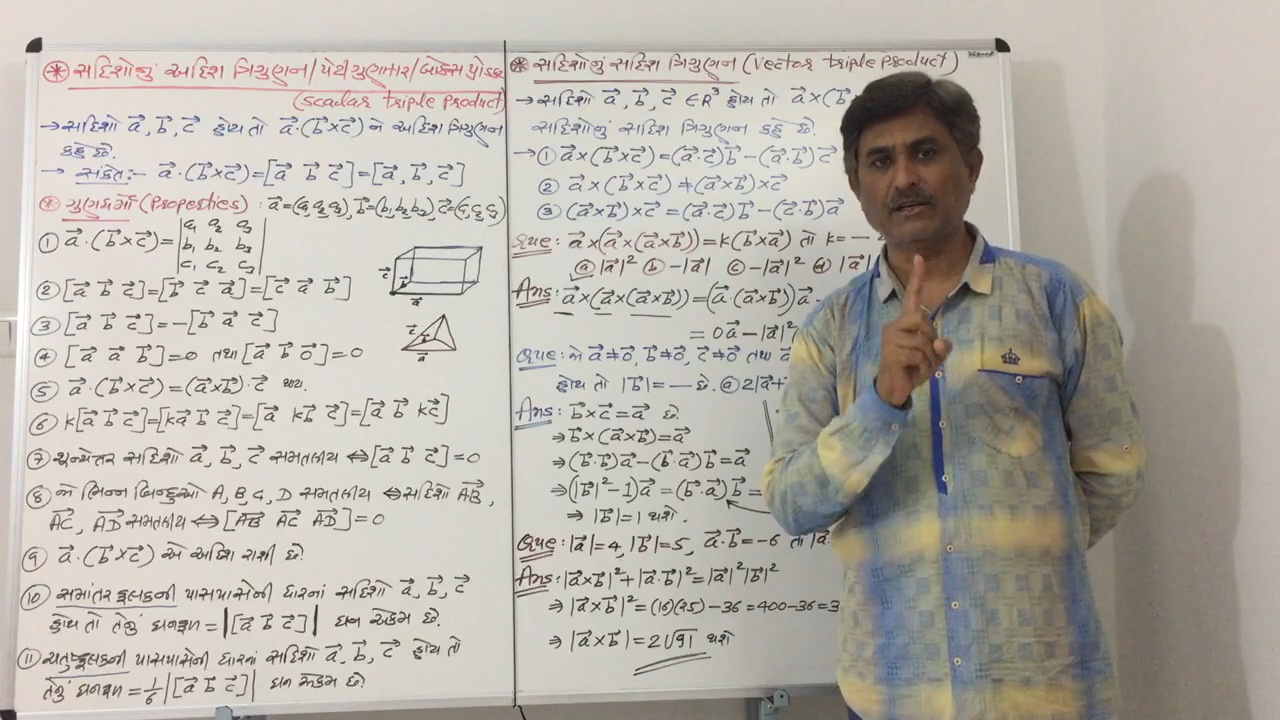 ⊛ સદિશોનું અદિશ ત્રિગુણન/પેટીગુણાકાર/બોક્સ પ્રોડક્ટ
(scalar triple product)
→ સદિશો a⃗, b⃗, c⃗ હોય તો a⃗·(b⃗×c⃗) ને અદિશ ત્રિગુણન
કહે છે.
→ સંકેત:- a⃗·(b⃗×c⃗)=[a⃗ b⃗ c⃗]=[a⃗, b⃗, c⃗]
⊛ ગુણધર્મો (Properties) : a⃗=(a₁ a₂ a₃), b⃗=(b₁ b₂ b₃), c⃗=(c₁ c₂ c₃)
① a⃗·(b⃗×c⃗)= |a₁ a₂ a₃
b₁ b₂ b₃
c₁ c₂ c₃|
② [a⃗ b⃗ c⃗]=[b⃗ c⃗ a⃗]=[c⃗ a⃗ b⃗]
③ [a⃗ b⃗ c⃗]=-[b⃗ a⃗ c⃗]
④ [a⃗ a⃗ b⃗]=0 તથા [a⃗ b⃗ 0⃗]=0
⑤ a⃗·(b⃗×c⃗)=(a⃗×b⃗)·c⃗ થાય.
⑥ k[a⃗ b⃗ c⃗]=[ka⃗ b⃗ c⃗]=[a⃗ kb⃗ c⃗]=[a⃗ b⃗ kc⃗]
⑦ શૂન્યેતર સદિશો a⃗, b⃗, c⃗ સમતલીય ⇔[a⃗ b⃗ c⃗]=0
⑧ જો ભિન્ન બિન્દુઓ A, B, C, D સમતલીય ⇔ સદિશો AB⃗,
AC⃗, AD⃗ સમતલીય ⇔ [AB⃗ AC⃗ AD⃗]=0
⑨ a⃗·(b⃗×c⃗) એ અદિશ રાશી છે.
⑩ સમાંતર ફલકની પાસપાસેની ધારનાં સદિશો a⃗, b⃗, c⃗
હોય તો તેનું ઘનફળ=|[a⃗ b⃗ c⃗]| ઘન એકમ છે.
⑪ ચતુષ્ફલકની પાસપાસેની ધારનાં સદિશો a⃗, b⃗, c⃗ હોય તો
તેનું ઘનફળ=1/6|[a⃗ b⃗ c⃗]| ઘન એકમ છે.
a⃗ b⃗ c⃗
a⃗ b⃗ c⃗
⊛ સદિશોનું સદિશ ત્રિગુણન (Vector triple Product)
→ સદિશો a⃗, b⃗, c⃗ ∈R³ હોય તો a⃗×(b⃗
સદિશોનું સદિશ ત્રિગુણન કહે છે.
→ ① a⃗×(b⃗×c⃗)=(a⃗·c⃗)b⃗-(a⃗·b⃗)c⃗
② a⃗×(b⃗×c⃗)≠(a⃗×b⃗)×c⃗
③ (a⃗×b⃗)×c⃗=(a⃗·c⃗)b⃗-(c⃗·b⃗)a⃗
Que: a⃗×(a⃗×(a⃗×b⃗))=k(b⃗×a⃗) તો k=—
ⓐ |a⃗|² ⓑ -|a⃗| ⓒ -|a⃗|² ⓓ |a⃗|
Ans: a⃗×(a⃗×(a⃗×b⃗))=(a⃗·(a⃗×b⃗))a⃗-
=0a⃗-|a⃗|²
Que: જો a⃗≠0⃗, b⃗≠0⃗, c⃗≠0⃗ તથા a⃗
હોય તો |b⃗|=— છે. ⓐ 2|a⃗+
Ans: b⃗×c⃗=a⃗ છે.
⇒b⃗×(a⃗×b⃗)=a⃗
⇒(b⃗·b⃗)a⃗-(b⃗·a⃗)b⃗=a⃗
⇒(|b⃗|²-1)a⃗=(b⃗·a⃗)b⃗=
⇒|b⃗|=1 થશે.
Que: |a⃗|=4, |b⃗|=5, a⃗·b⃗=-6 તો |a⃗
Ans: |a⃗×b⃗|²+|a⃗·b⃗|²=|a⃗|²|b⃗|²
⇒|a⃗×b⃗|²=(16)(25)-36=400-36=3
⇒|a⃗×b⃗|=2√91 થશે